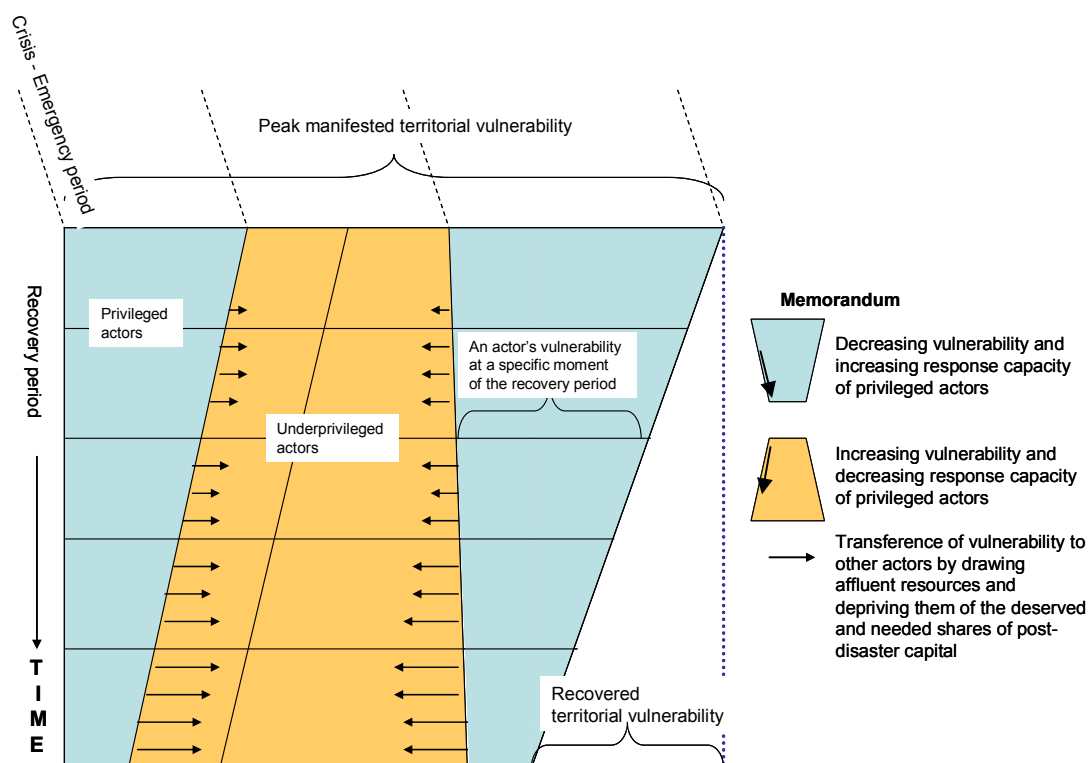 Crisis - Emergency period
Peak manifested territorial vulnerability
Recovery period
TIME
Privileged
actors
An actor's vulnerability
at a specific moment
of the recovery period
Underprivileged
actors
Recovered
territorial vulnerability
Memorandum
Decreasing vulnerability and
increasing response capacity
of privileged actors
Increasing vulnerability and
decreasing response capacity
of privileged actors
Transference of vulnerability to
other actors by drawing
affluent resources and
depriving them of the deserved
and needed shares of post-
disaster capital